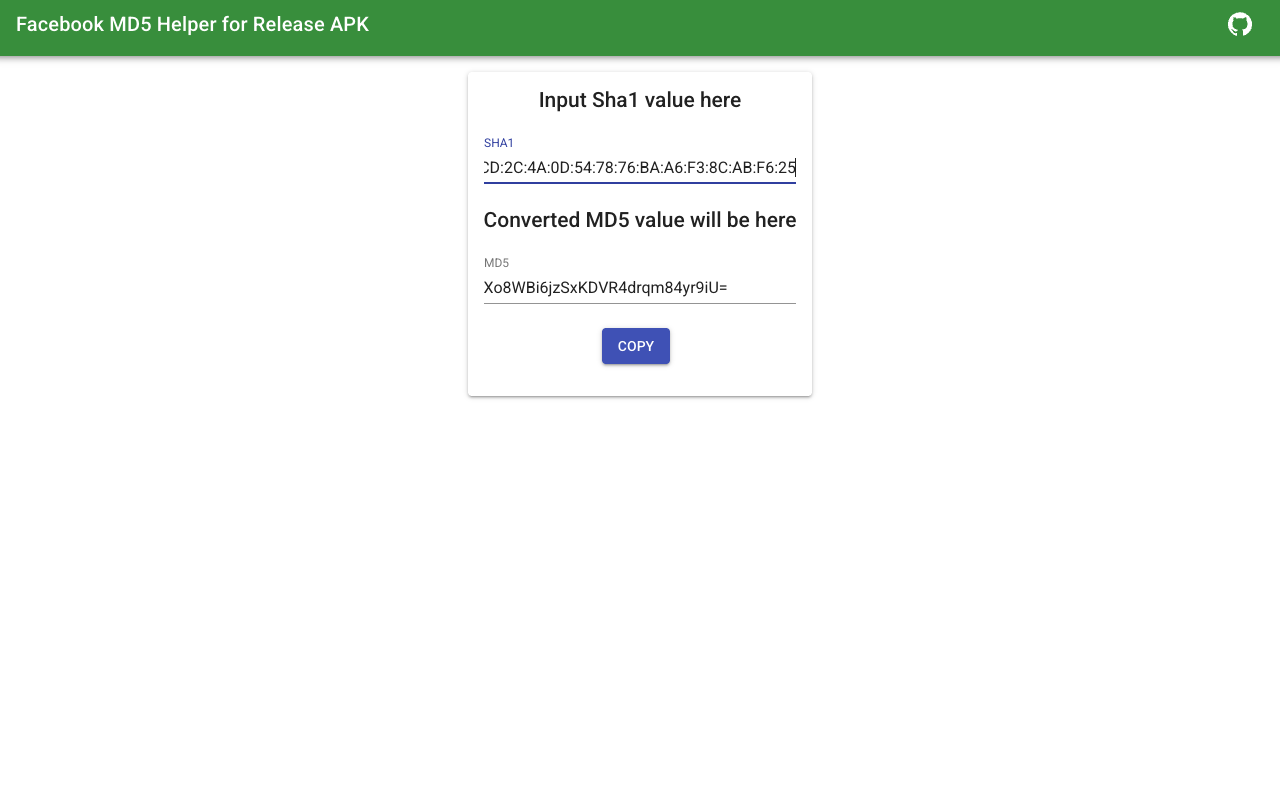 Facebook MD5 Helper for Release APK
Input Sha1 value here
SHA1
CD:2C:4A:0D:54:78:76:BA:A6:F3:8C:AB:F6:25
Converted MD5 value will be here
MD5
Xo8WBi6jzSxKDVR4drqm84yr9iU=
COPY